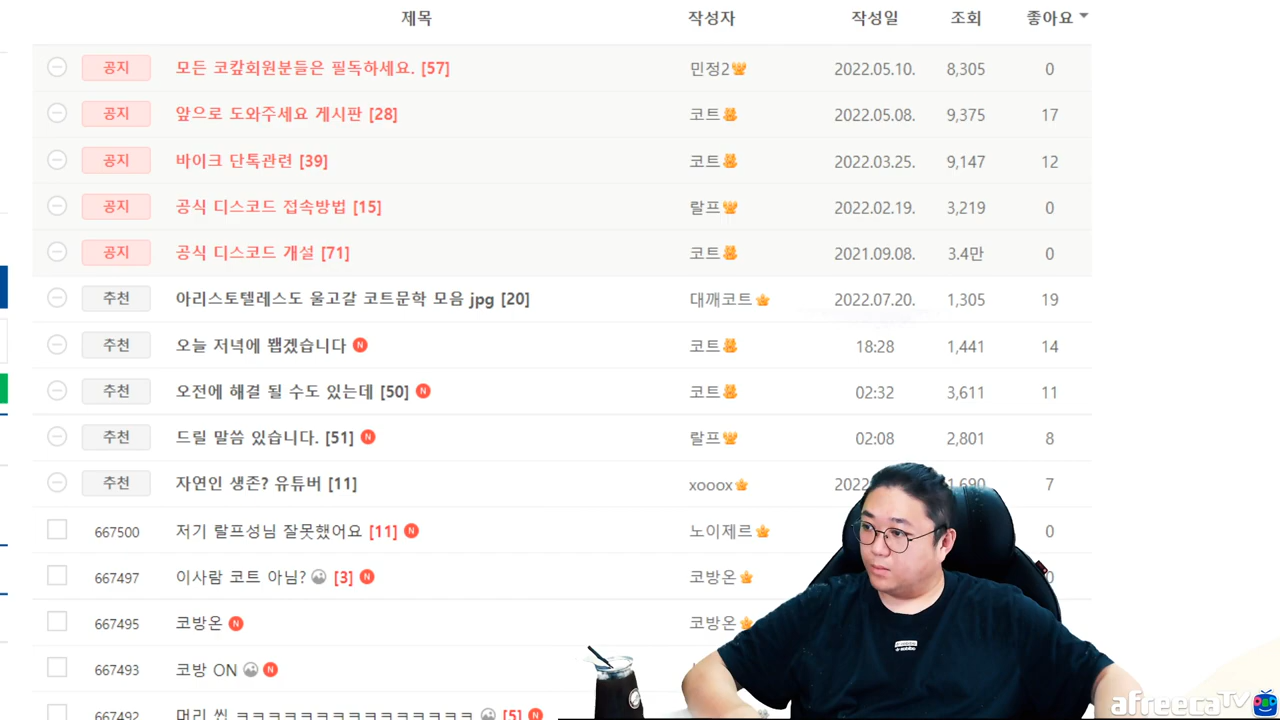 제목 작성자 작성일 조회 좋아요
공지 모든 코캎회원분들은 필독하세요. [57] 민정2 2022.05.10. 8,305 0
공지 앞으로 도와주세요 게시판 [28] 코트 2022.05.08. 9,375 17
공지 바이크 단톡관련 [39] 코트 2022.03.25. 9,147 12
공지 공식 디스코드 접속방법 [15] 랄프 2022.02.19. 3,219 0
공지 공식 디스코드 개설 [71] 코트 2021.09.08. 3.4만 0
추천 아리스토텔레스도 울고갈 코트문학 모음 jpg [20] 대깨코트 2022.07.20. 1,305 19
추천 오늘 저녁에 뵙겠습니다 N 코트 18:28 1,441 14
추천 오전에 해결 될 수도 있는데 [50] N 코트 02:32 3,611 11
추천 드릴 말씀 있습니다. [51] N 랄프 02:08 2,801 8
추천 자연인 생존? 유튜버 [11] xooox 2022 1,690 7
667500 저기 랄프성님 잘못했어요 [11] N 노이제르 0
667497 이사람 코트 아님? [3] N 코방온 0
667495 코방온 N 코방온
667493 코방 ON N
667492 머리 씹 ㅋㅋㅋㅋㅋㅋㅋㅋㅋㅋㅋㅋㅋㅋㅋ [5] N
afreecaTV